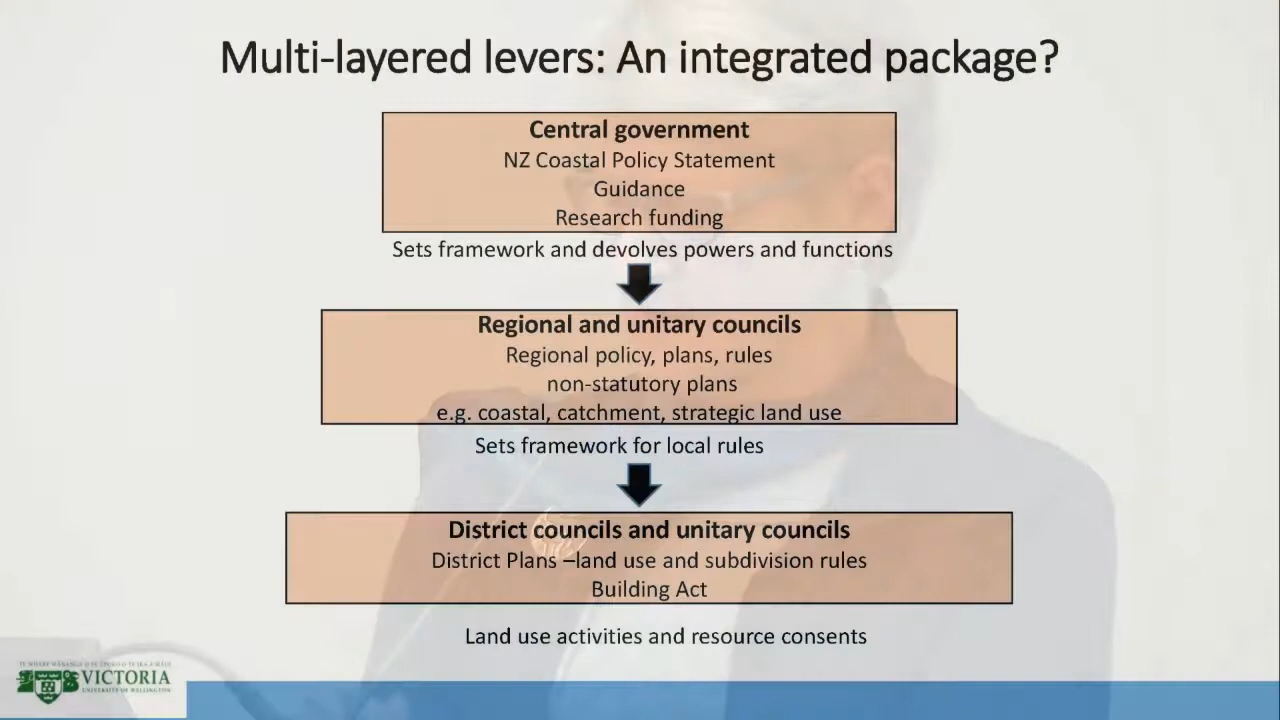 Multi-layered levers: An integrated package?
Central government
NZ Coastal Policy Statement
Guidance
Research funding
Sets framework and devolves powers and functions
Regional and unitary councils
Regional policy, plans, rules
non-statutory plans
e.g. coastal, catchment, strategic land use
Sets framework for local rules
District councils and unitary councils
District Plans –land use and subdivision rules
Building Act
Land use activities and resource consents
VICTORIA
UNIVERSITY OF WELLINGTON